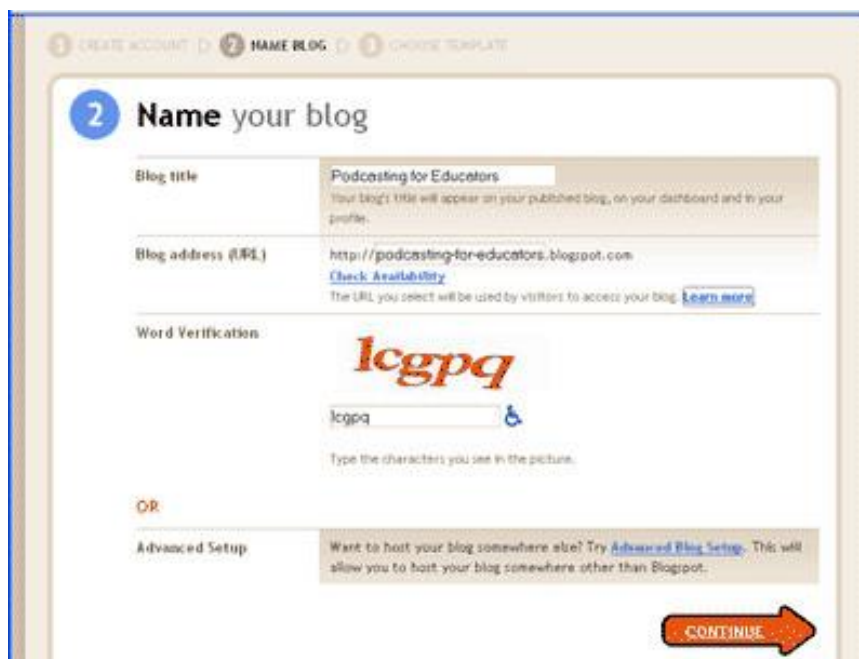 1 CREATE ACCOUNT 2 NAME BLOG 3 CHOOSE TEMPLATE
2 Name your blog
Blog title Podcasting for Educators
Your blog's title will appear on your published blog, on your dashboard and in your
profile.
Blog address (URL) http://podcasting-for-educators.blogspot.com
Check Availability
The URL you select will be used by visitors to access your blog. Learn more
Word Verification
lcgpq
lcgpq
Type the characters you see in the picture.
OR
Advanced Setup Want to host your blog somewhere else? Try Advanced Blog Setup. This will
allow you to host your blog somewhere other than Blogspot.
CONTINUE